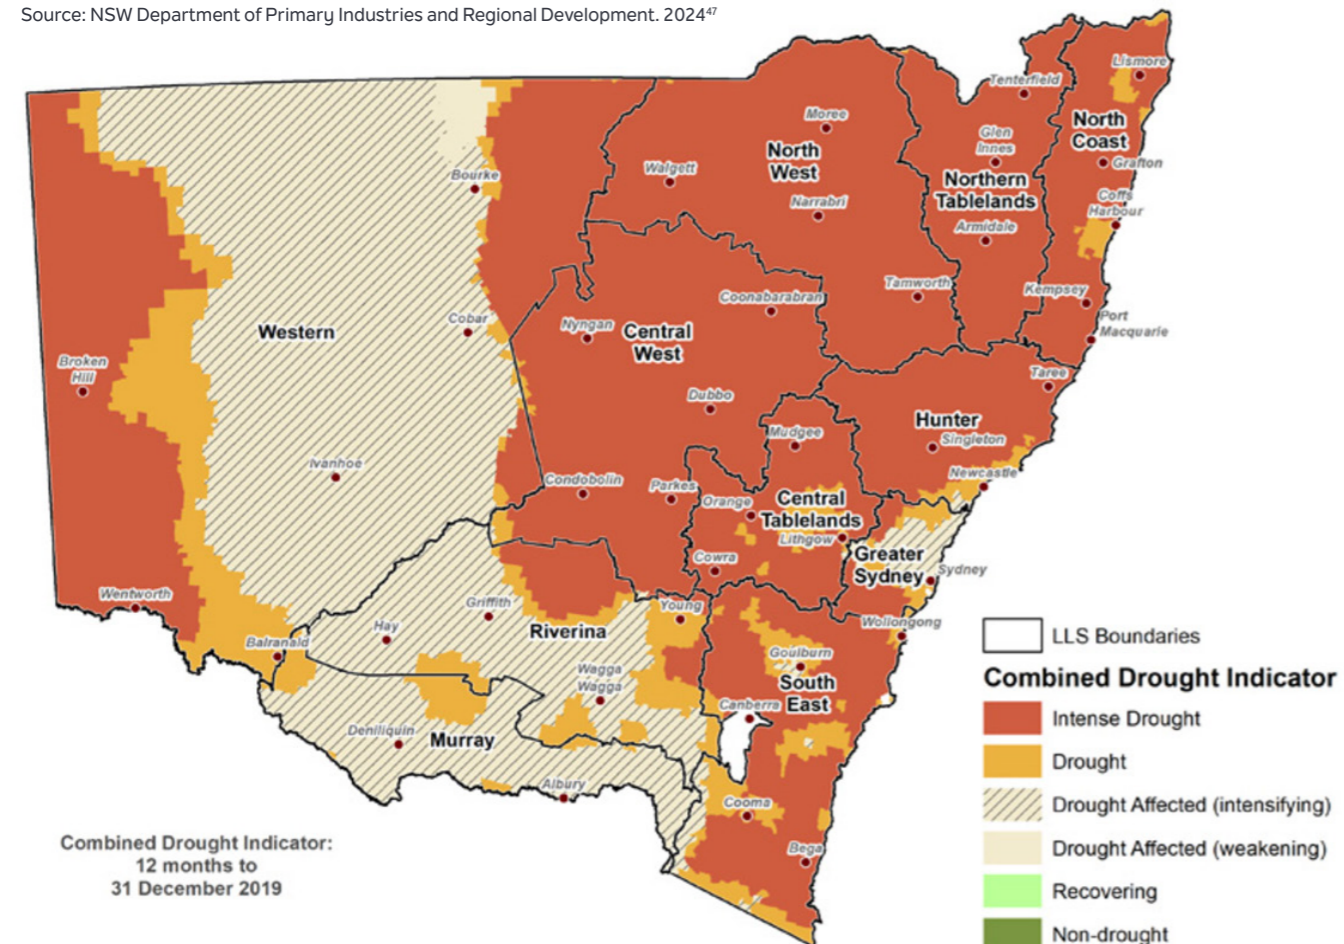 Source: NSW Department of Primary Industries and Regional Development. 2024⁴⁷
Lismore
Tenterfield
Moree
North
Coast
Glen
Innes
North
West
Grafton
Walgett
Bourke
Northern
Tablelands
Coffs
Harbour
Narrabri
Armidale
Tamworth
Kempsey
Coonabarabran
Port
Macquarie
Cobar
Nyngan
Western
Central
West
Broken
Hill
Taree
Dubbo
Hunter
Mudgee
Singleton
Ivanhoe
Newcastle
Condobolin
Parkes
Orange
Central
Tablelands
Lithgow
Greater
Sydney
Cowra
Sydney
Wentworth
Griffith
Young
Hay
Riverina
Wollongong
Balranald
Goulburn
Wagga
Wagga
South
East
Canberra
Deniliquin
Murray
Albury
Cooma
Bega
LLS Boundaries
Combined Drought Indicator
Intense Drought
Drought
Drought Affected (intensifying)
Drought Affected (weakening)
Recovering
Non-drought
Combined Drought Indicator:
12 months to
31 December 2019